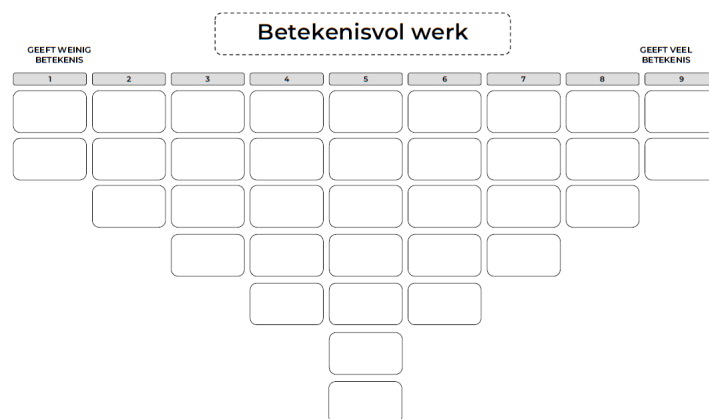 Betekenisvol werk
GEEFT WEINIG
BETEKENIS
GEEFT VEEL
BETEKENIS
1 2 3 4 5 6 7 8 9